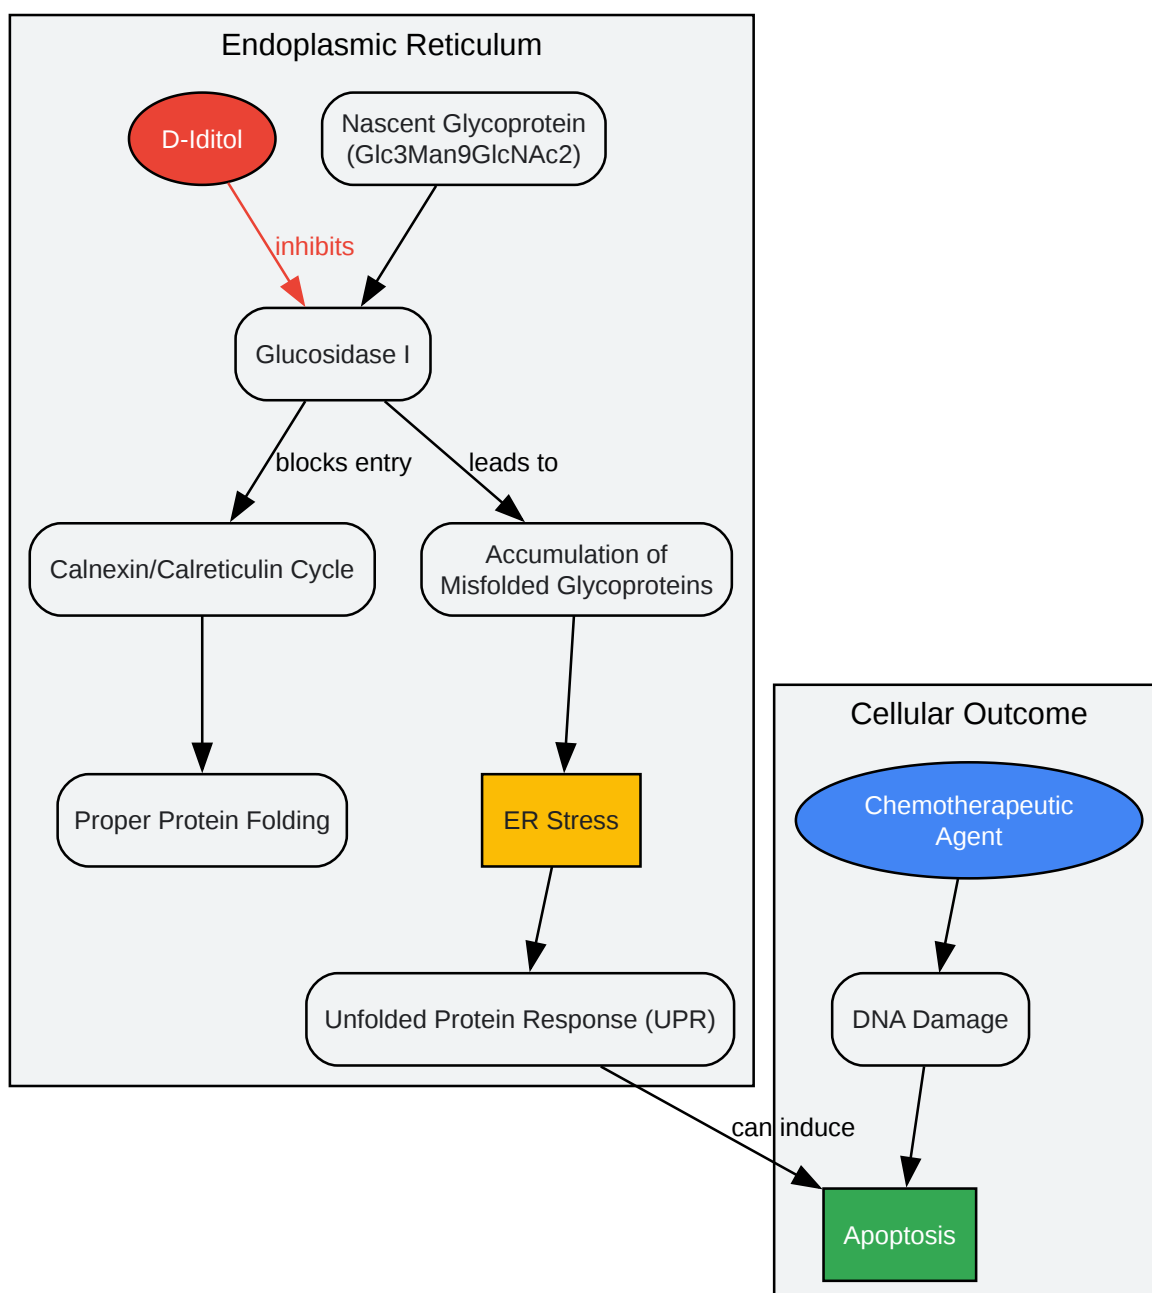 Endoplasmic Reticulum
D-Iditol
Nascent Glycoprotein
(Glc3Man9GlcNAc2)
inhibits
Glucosidase I
blocks entry
leads to
Calnexin/Calreticulin Cycle
Accumulation of
Misfolded Glycoproteins
Proper Protein Folding
ER Stress
Unfolded Protein Response (UPR)
can induce
Cellular Outcome
Chemotherapeutic
Agent
DNA Damage
Apoptosis